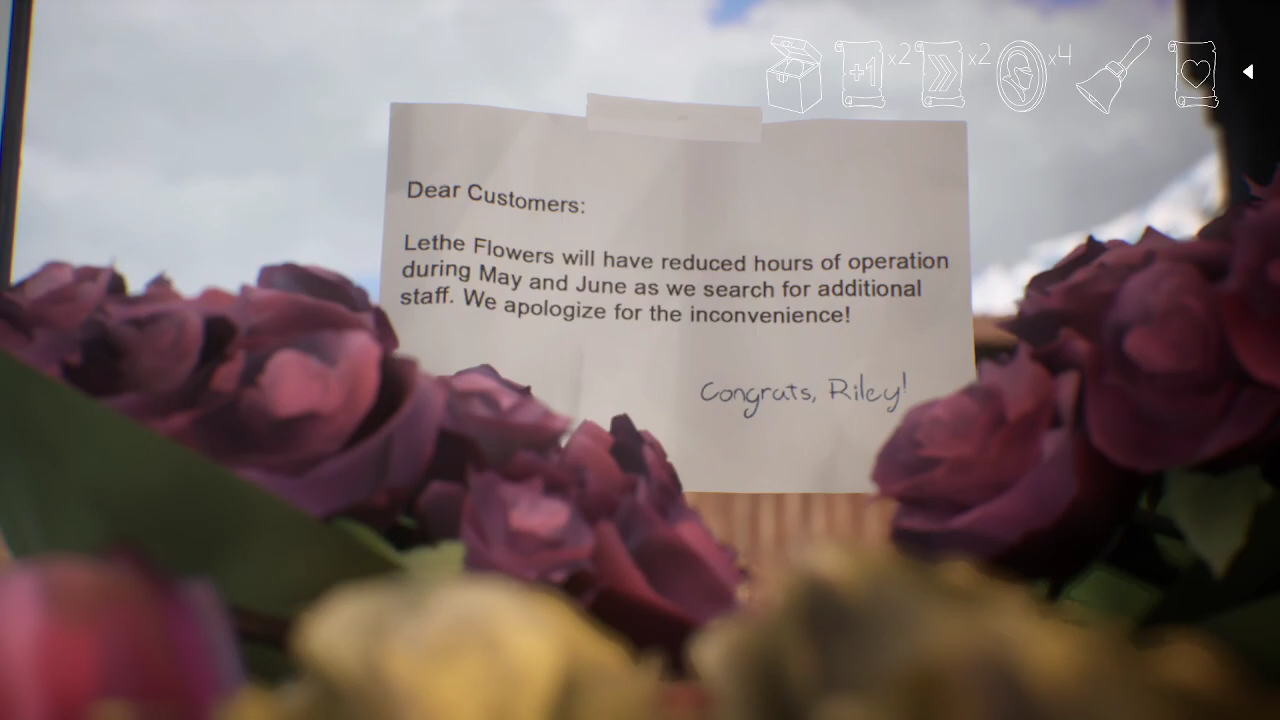 +1 x2 x2 x4
Dear Customers:
Lethe Flowers will have reduced hours of operation
during May and June as we search for additional
staff. We apologize for the inconvenience!
Congrats, Riley!